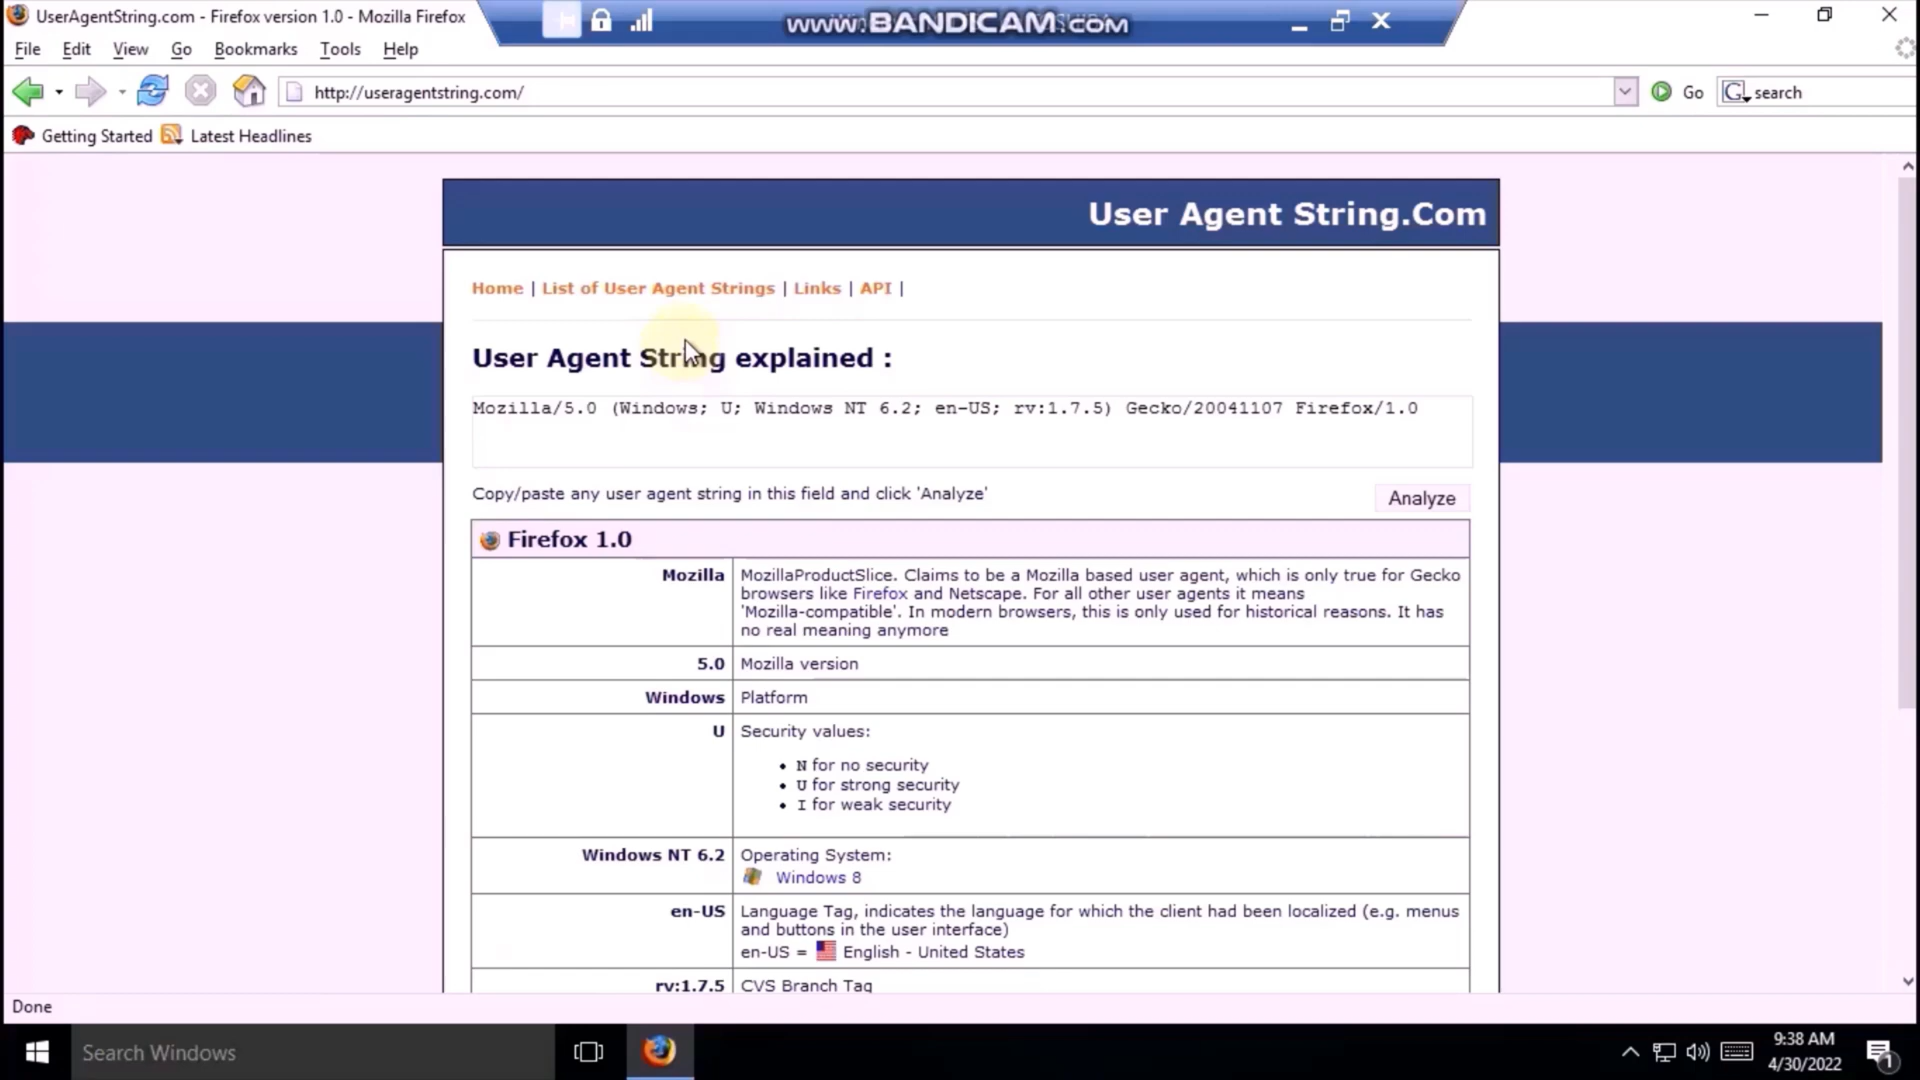 UserAgentString.com - Firefox version 1.0 - Mozilla Firefox
www.BANDICAM.com
File Edit View Go Bookmarks Tools Help
http://useragentstring.com/ Go search
Getting Started Latest Headlines
User Agent String.Com
Home | List of User Agent Strings | Links | API |
User Agent String explained :
Mozilla/5.0 (Windows; U; Windows NT 6.2; en-US; rv:1.7.5) Gecko/20041107 Firefox/1.0
Copy/paste any user agent string in this field and click 'Analyze'
Analyze
Firefox 1.0
Mozilla MozillaProductSlice. Claims to be a Mozilla based user agent, which is only true for Gecko
browsers like Firefox and Netscape. For all other user agents it means
'Mozilla-compatible'. In modern browsers, this is only used for historical reasons. It has
no real meaning anymore
5.0 Mozilla version
Windows Platform
U Security values:
• N for no security
• U for strong security
• I for weak security
Windows NT 6.2 Operating System:
Windows 8
en-US Language Tag, indicates the language for which the client had been localized (e.g. menus
and buttons in the user interface)
en-US = English - United States
rv:1.7.5 CVS Branch Tag
Done
Search Windows
9:38 AM
4/30/2022
1